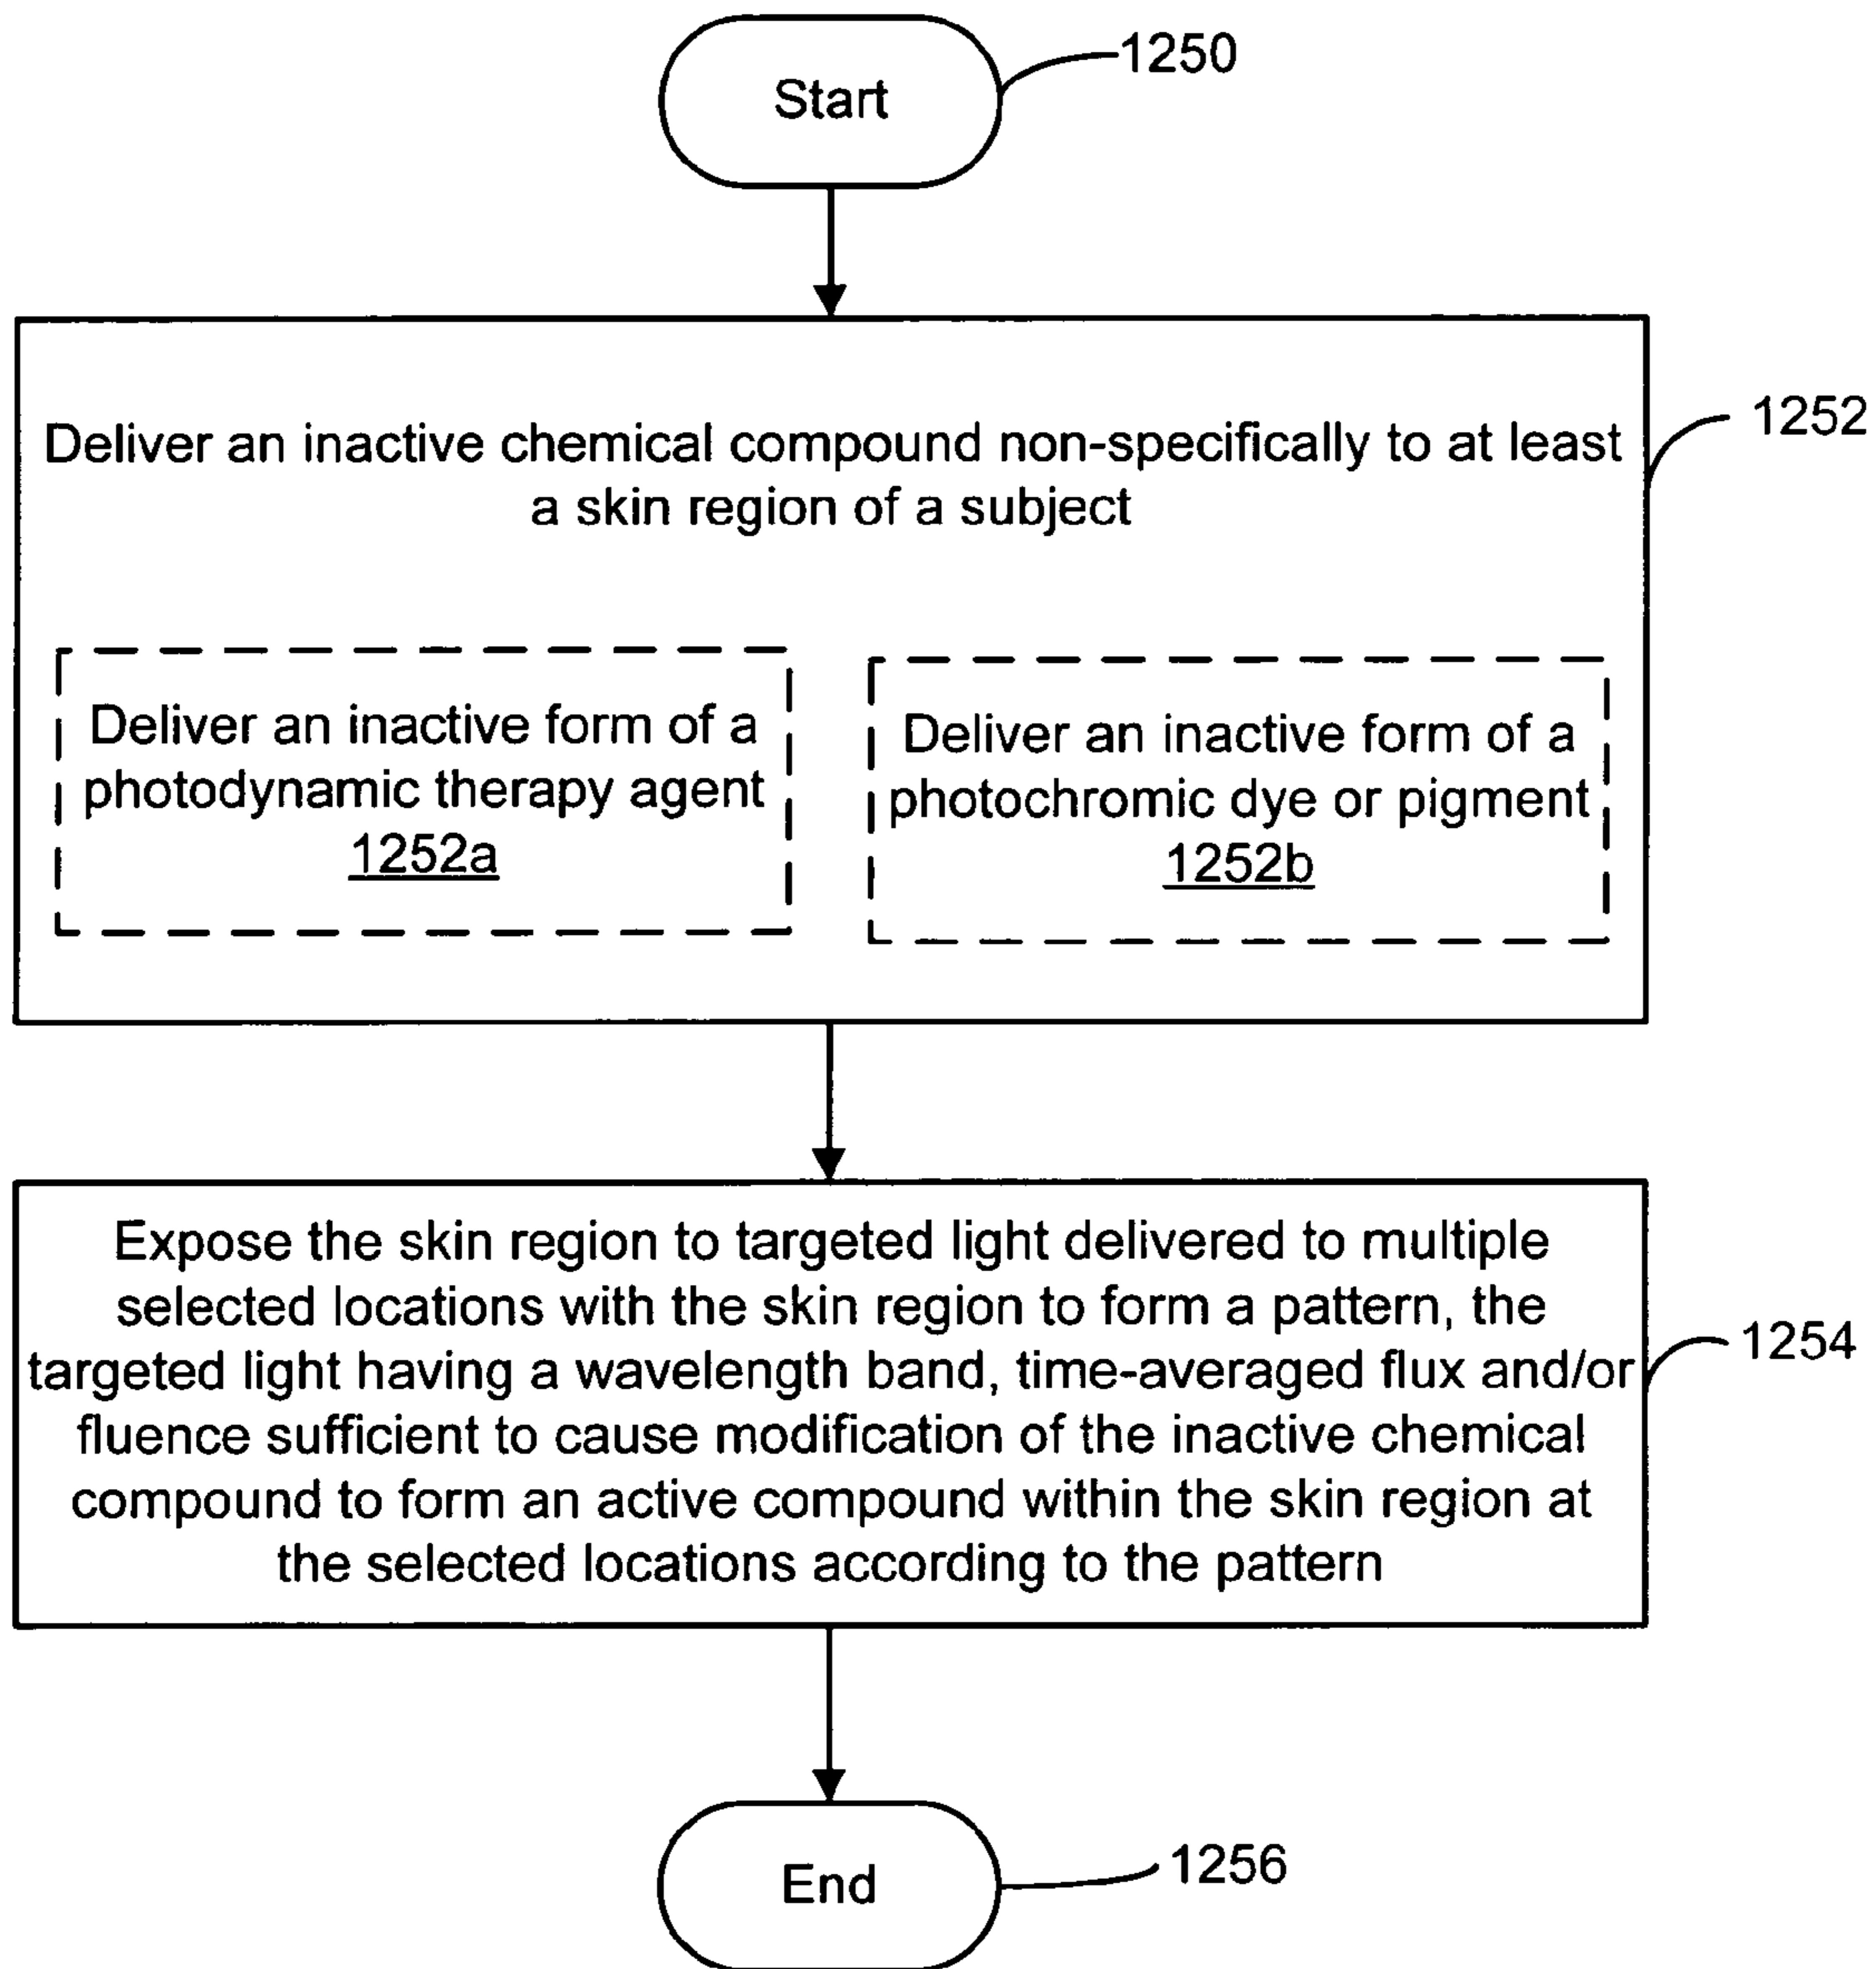 Start
1250
Deliver an inactive chemical compound non-specifically to at least
a skin region of a subject
1252
Deliver an inactive form of a
photodynamic therapy agent
1252a
Deliver an inactive form of a
photochromic dye or pigment
1252b
Expose the skin region to targeted light delivered to multiple
selected locations with the skin region to form a pattern, the
targeted light having a wavelength band, time-averaged flux and/or
fluence sufficient to cause modification of the inactive chemical
compound to form an active compound within the skin region at
the selected locations according to the pattern
1254
End
1256